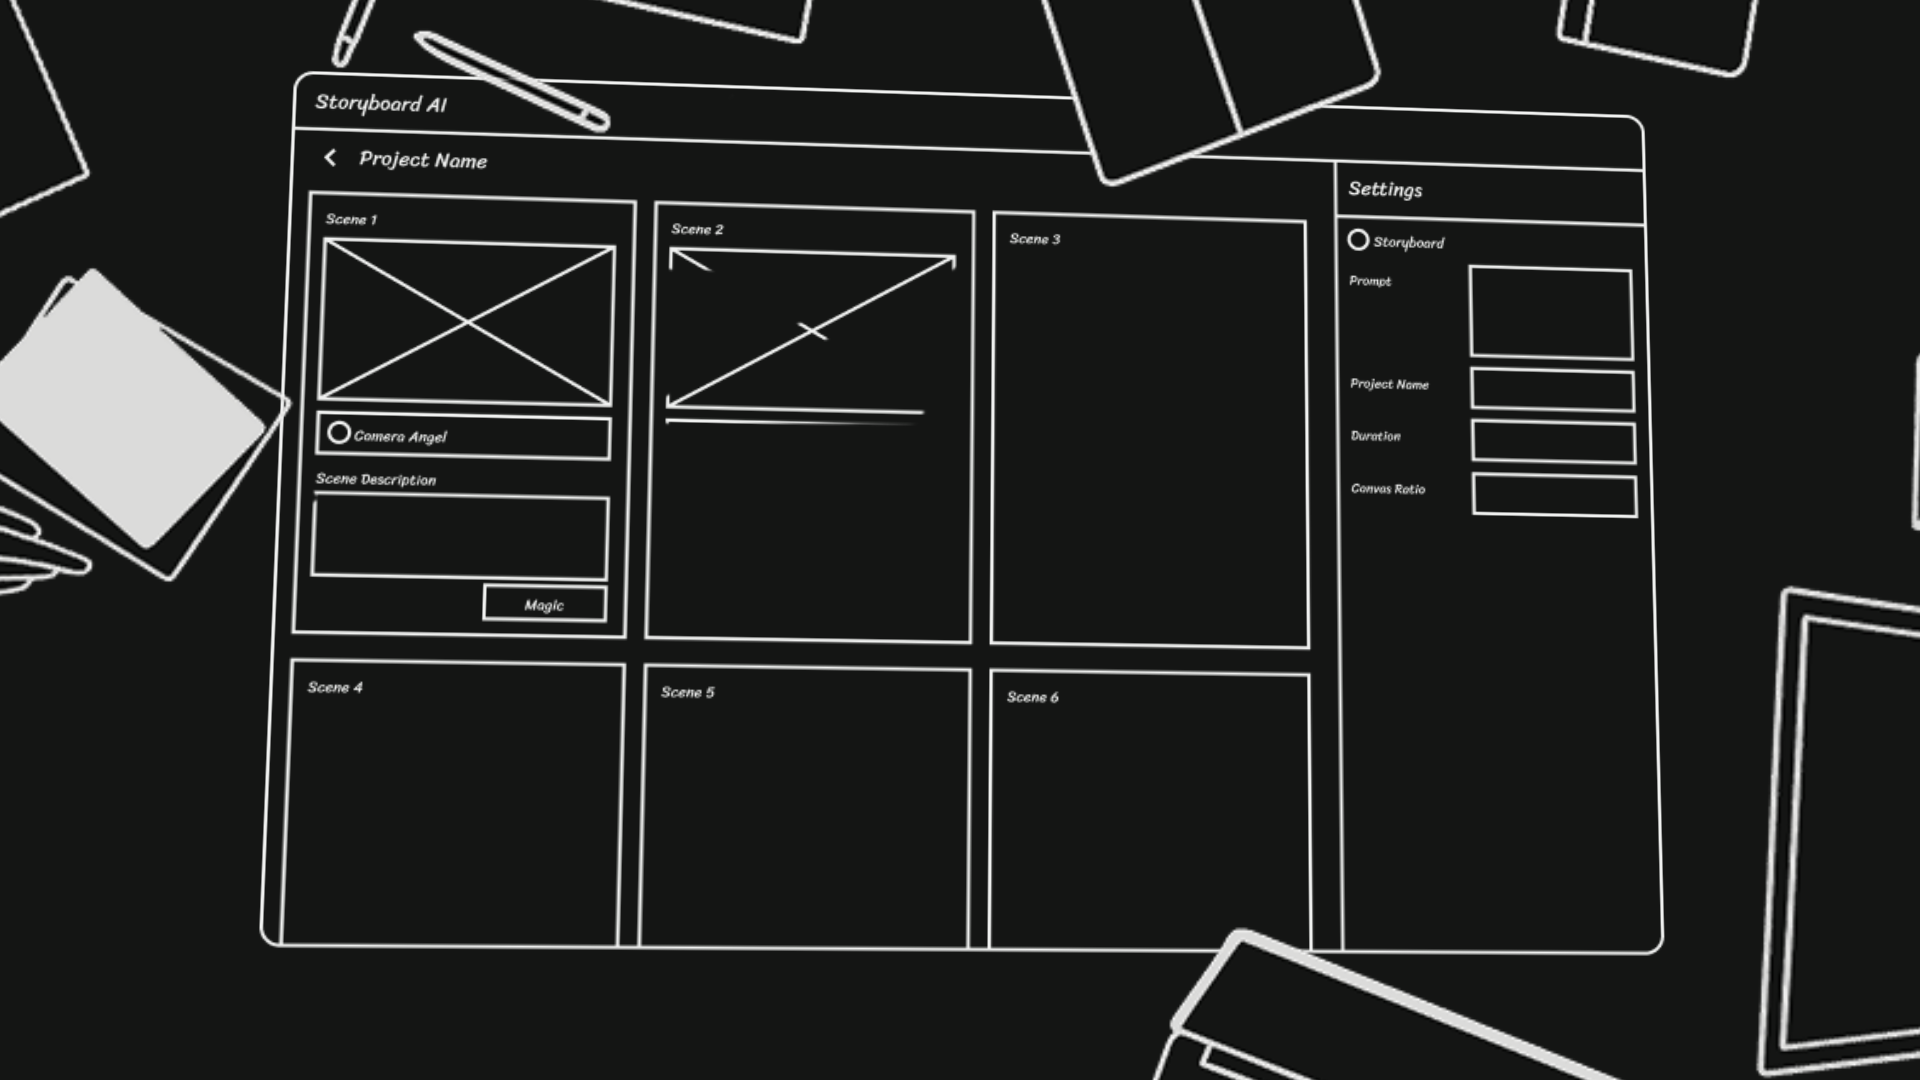 Storyboard AI
Project Name
Scene 1
Camera Angel
Scene Description
Magic
Scene 2
Scene 3
Scene 4
Scene 5
Scene 6
Settings
Storyboard
Prompt
Project Name
Duration
Canvas Ratio